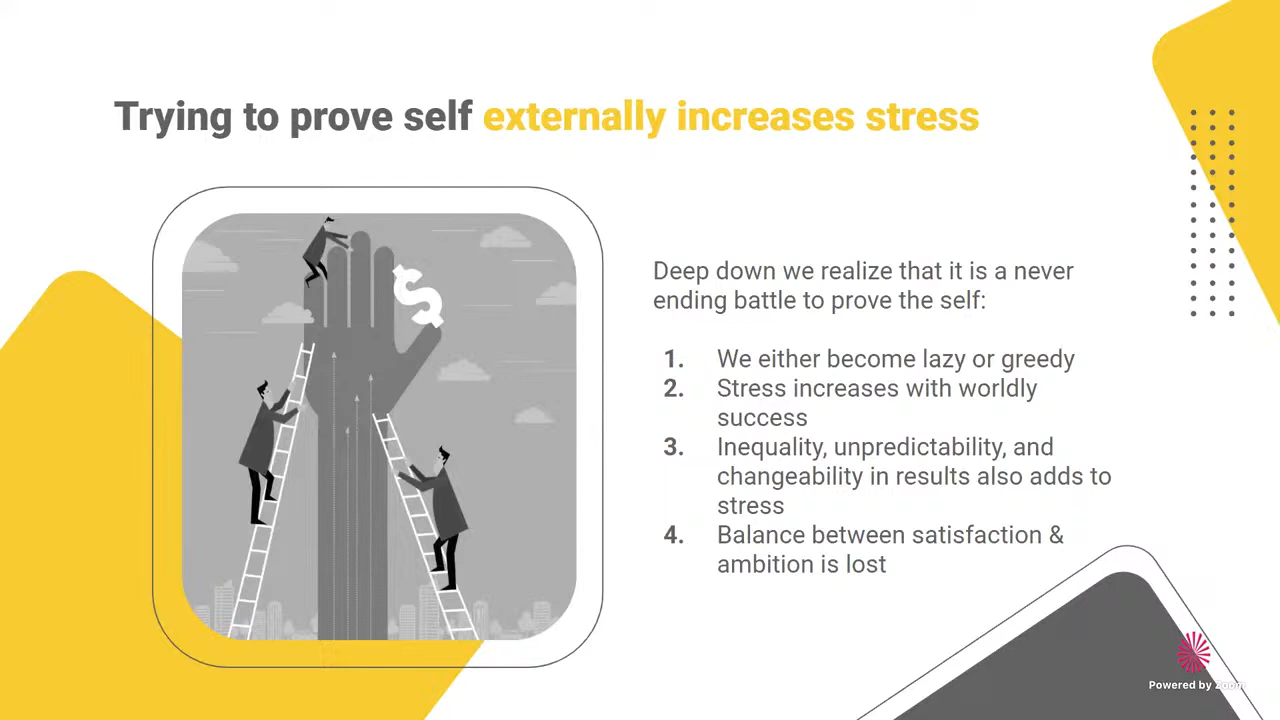 Trying to prove self externally increases stress
Deep down we realize that it is a never
ending battle to prove the self:
1. We either become lazy or greedy
2. Stress increases with worldly
success
3. Inequality, unpredictability, and
changeability in results also adds to
stress
4. Balance between satisfaction &
ambition is lost
$
Powered by Zoom